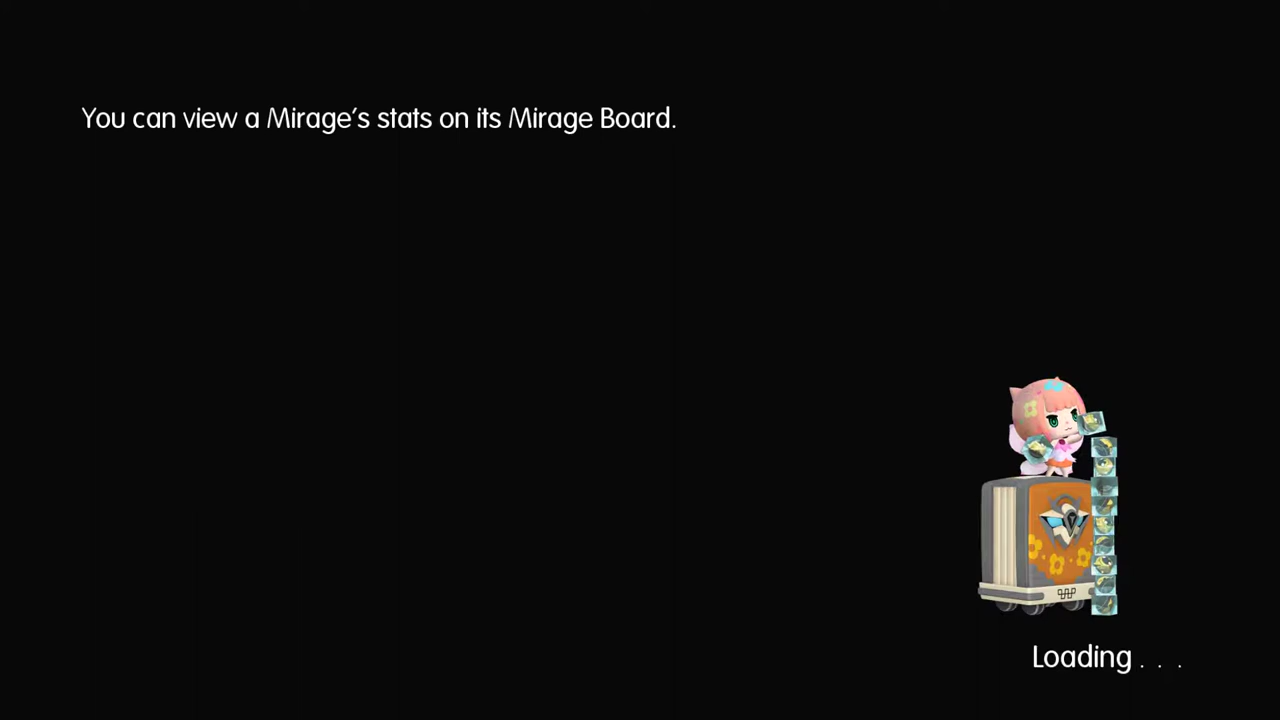 You can view a Mirage's stats on its Mirage Board.
Loading . . .